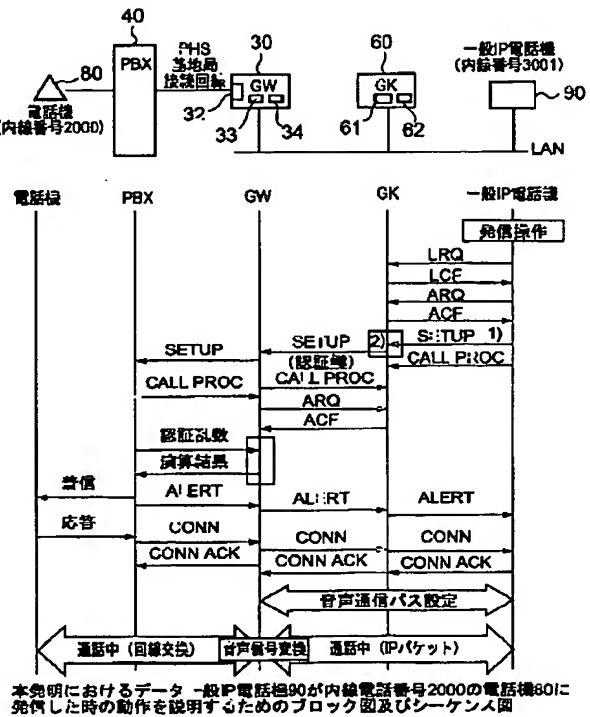 40
PBX
80
電話機
(内線番号2000)
PHS
基地局
接続回線
30
GW
32
33
34
60
GK
61
62
一般IP電話機
(内線番号3001)
90
LAN
電話機
PBX
GW
GK
一般IP電話機
発信操作
LRQ
LCF
ARQ
ACF
SETUP 1)
2)
SETUP
(認証鍵)
SETUP
CALL PROC
CALL PROC
CALL PROC
ARQ
ACF
認証乱数
演算結果
着信
ALERT
ALERT
ALERT
応答
CONN
CONN
CONN
CONN ACK
CONN ACK
CONN ACK
音声通信パス設定
通話中(回線交換)
音声信号変換
通話中(IPパケット)
本発明におけるデータ一般IP電話機90が内線電話番号2000の電話機80に
発信した時の動作を説明するためのブロック図及びシーケンス図